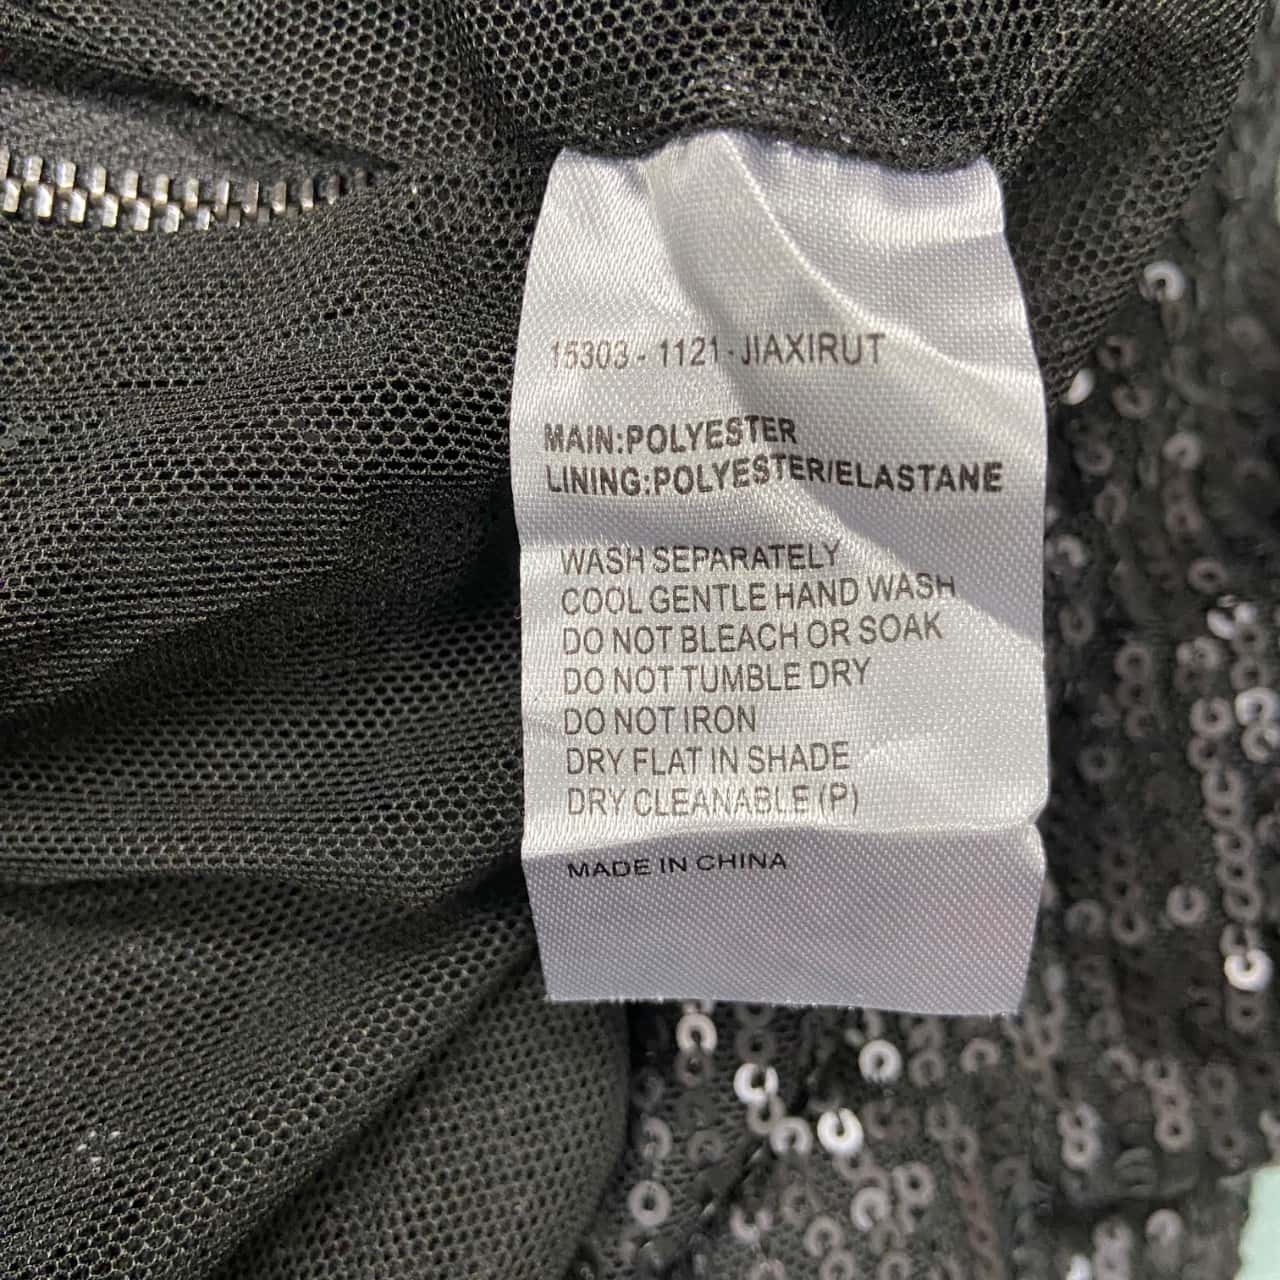 15303 - 1121 - JIAXIRUT
MAIN:POLYESTER
LINING:POLYESTER/ELASTANE
WASH SEPARATELY
COOL GENTLE HAND WASH
DO NOT BLEACH OR SOAK
DO NOT TUMBLE DRY
DO NOT IRON
DRY FLAT IN SHADE
DRY CLEANABLE (P)
MADE IN CHINA